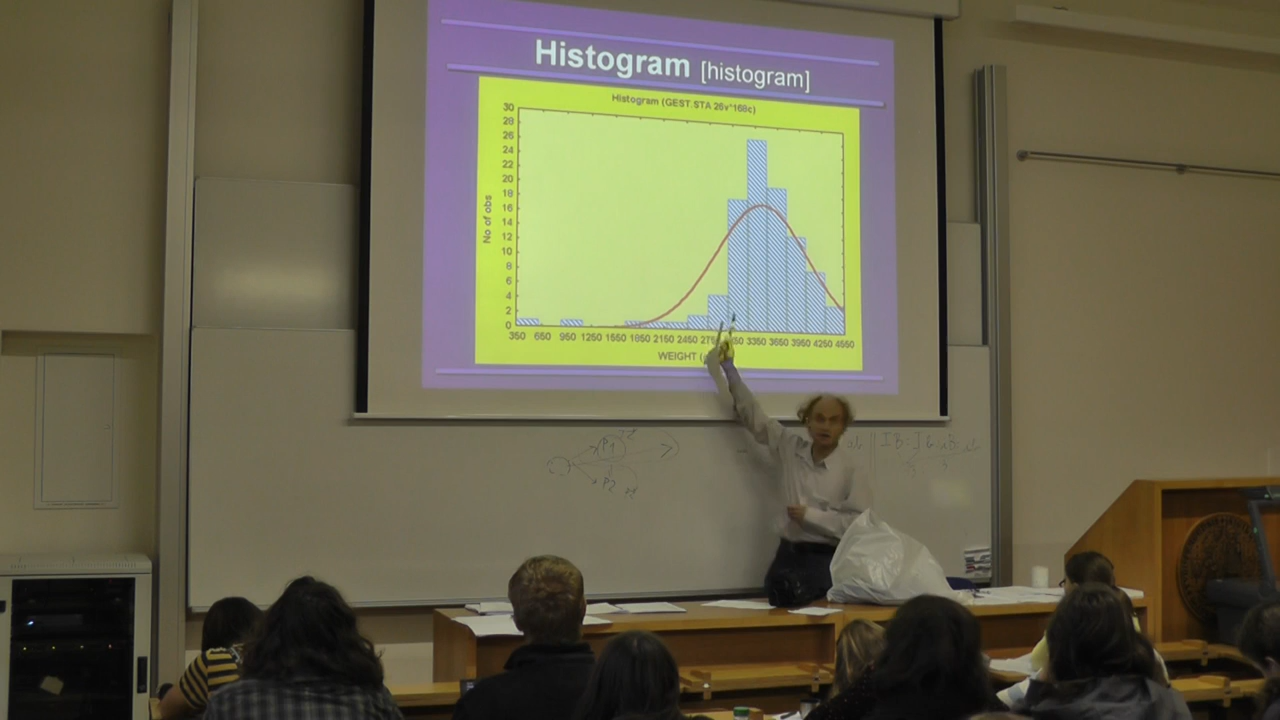 Histogram [histogram]
Histogram (GEST.STA 26v*168c)
No of obs
30
28
26
24
22
20
18
16
14
12
10
8
6
4
2
0
350 650 950 1250 1550 1850 2150 2450 3350 3650 3950 4250 4550
WEIGHT
P1
P2